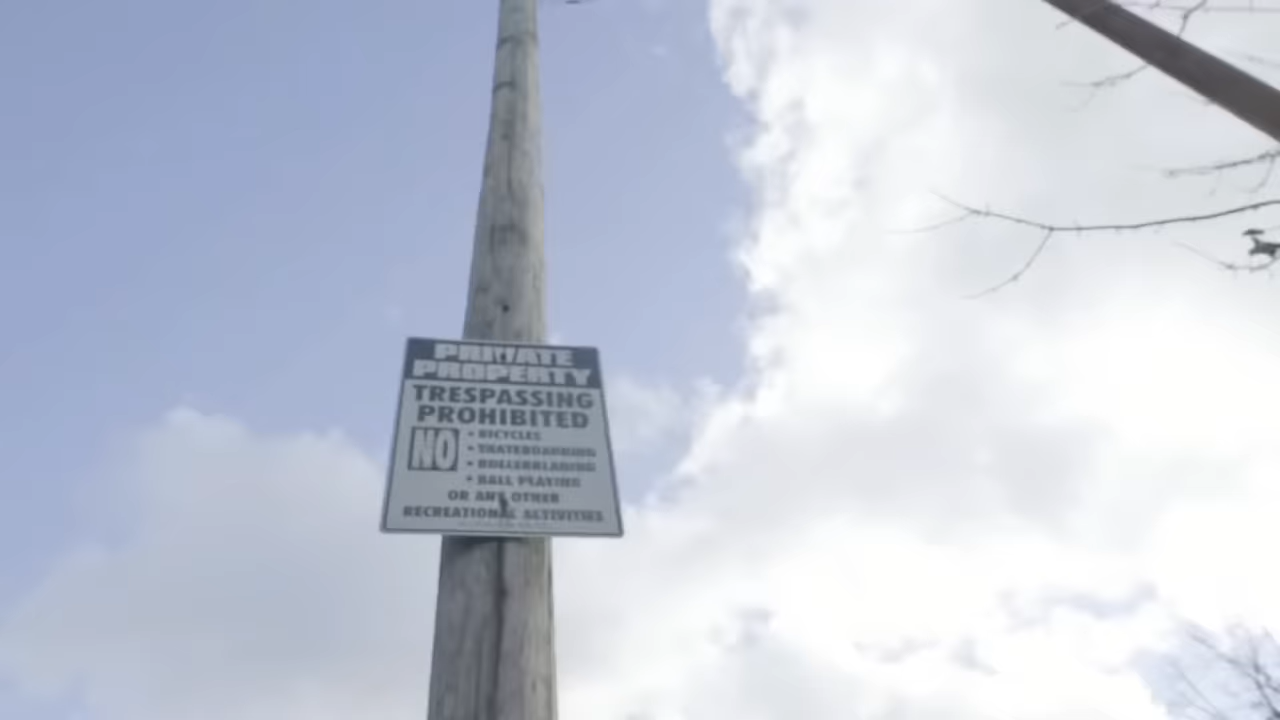 PRIVATE
PROPERTY
TRESPASSING
PROHIBITED
NO
• BICYCLES
• SKATEBOARDING
• ROLLERBLADING
• BALL PLAYING
OR ANY OTHER
RECREATIONAL ACTIVITIES